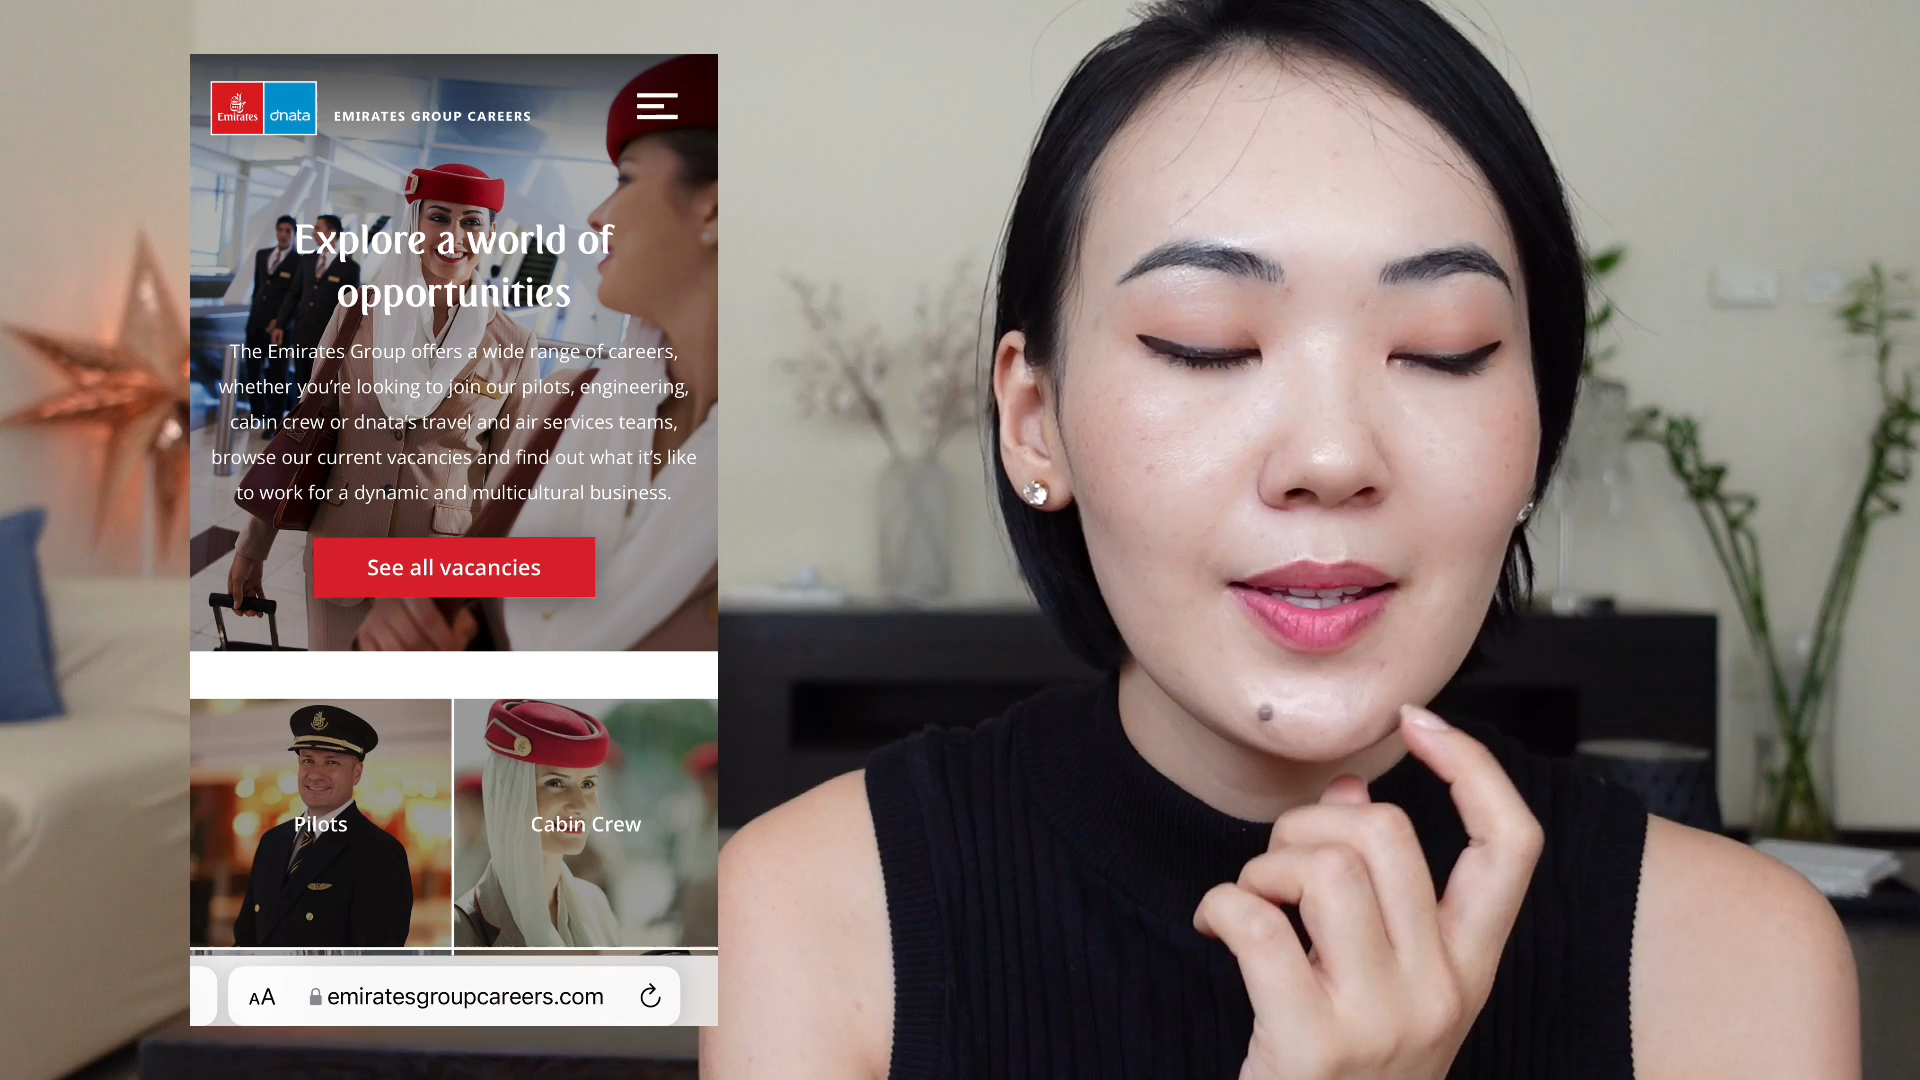 Emirates dnata EMIRATES GROUP CAREERS
Explore a world of
opportunities
The Emirates Group offers a wide range of careers,
whether you're looking to join our pilots, engineering,
cabin crew or dnata's travel and air services teams,
browse our current vacancies and find out what it's like
to work for a dynamic and multicultural business.
See all vacancies
Pilots
Cabin Crew
AA emiratesgroupcareers.com